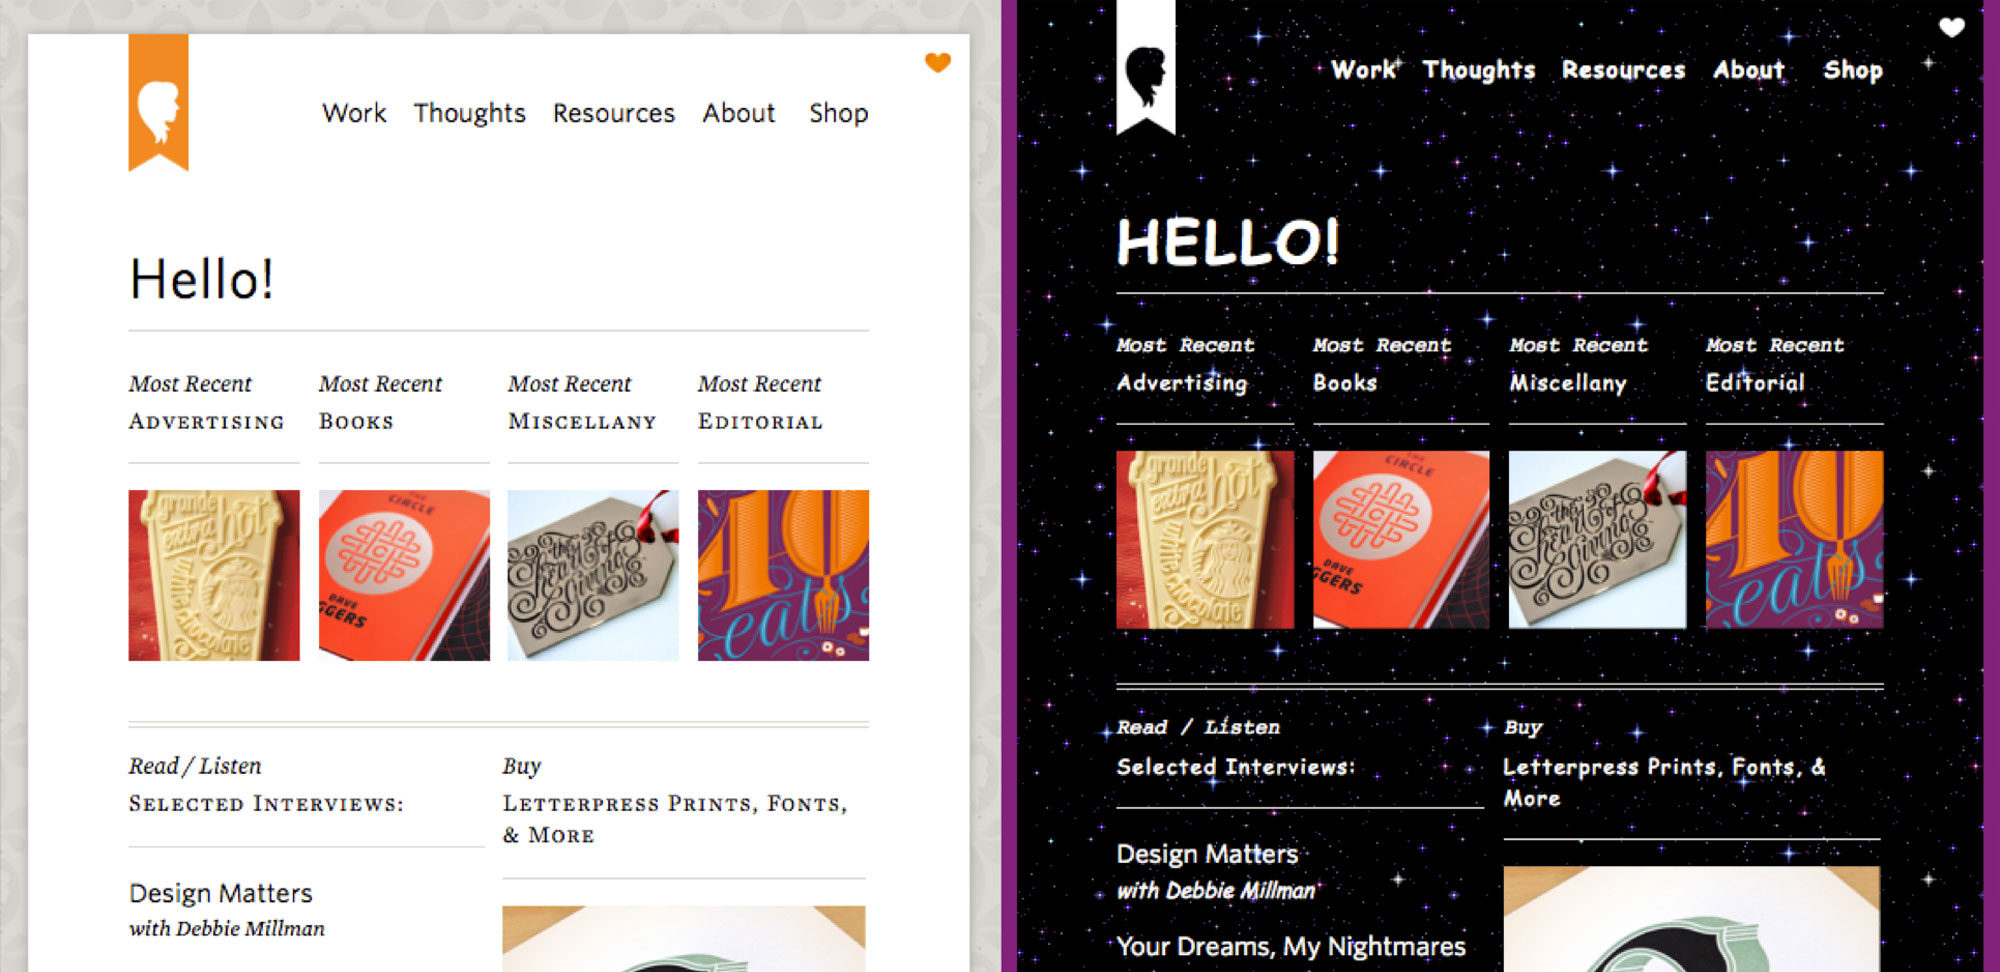 Work Thoughts Resources About Shop
Hello!
Most Recent
Advertising
Most Recent
Books
Most Recent
Miscellany
Most Recent
Editorial
grande
extra hot
white chocolate
THE
CIRCLE
DAVE
GGERS
the
heart of
giving
40
eats
Read / Listen
Selected Interviews:
Design Matters
with Debbie Millman
Buy
Letterpress Prints, Fonts,
& More
Work Thoughts Resources About Shop
HELLO!
Most Recent
Advertising
Most Recent
Books
Most Recent
Miscellany
Most Recent
Editorial
grande
extra hot
white chocolate
THE
CIRCLE
DAVE
GGERS
the
heart of
giving
40
eats
Read / Listen
Selected Interviews:
Design Matters
with Debbie Millman
Your Dreams, My Nightmares
Buy
Letterpress Prints, Fonts, &
More